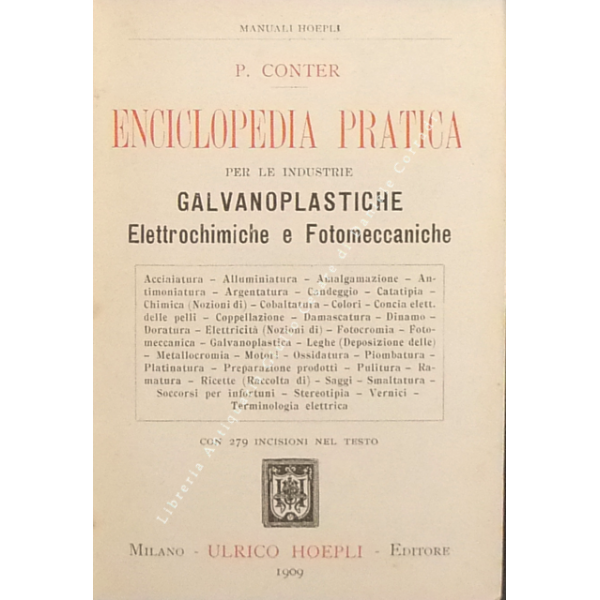 MANUALI HOEPLI
P. CONTER
ENCICLOPEDIA PRATICA
PER LE INDUSTRIE
GALVANOPLASTICHE
Elettrochimiche e Fotomeccaniche
Acciaiatura – Alluminiatura – Amalgamazione – An-
timoniatura – Argentatura – Candeggio – Catatipia –
Chimica (Nozioni di) – Cobaltatura – Colori – Concia elett.
delle pelli – Coppellazione – Damascatura – Dinamo –
Doratura – Elettricità (Nozioni di) – Fotocromia – Foto-
meccanica – Galvanoplastica – Leghe (Deposizione delle)
– Metallocromia – Motori – Ossidatura – Piombatura –
Platinatura – Preparazione prodotti – Pulitura – Ra-
matura – Ricette (Raccolta di) – Saggi – Smaltatura –
Soccorsi per infortuni – Stereotipia – Vernici –
Terminologia elettrica
CON 279 INCISIONI NEL TESTO
MILANO - ULRICO HOEPLI - EDITORE
1909
Libreria Antiquaria